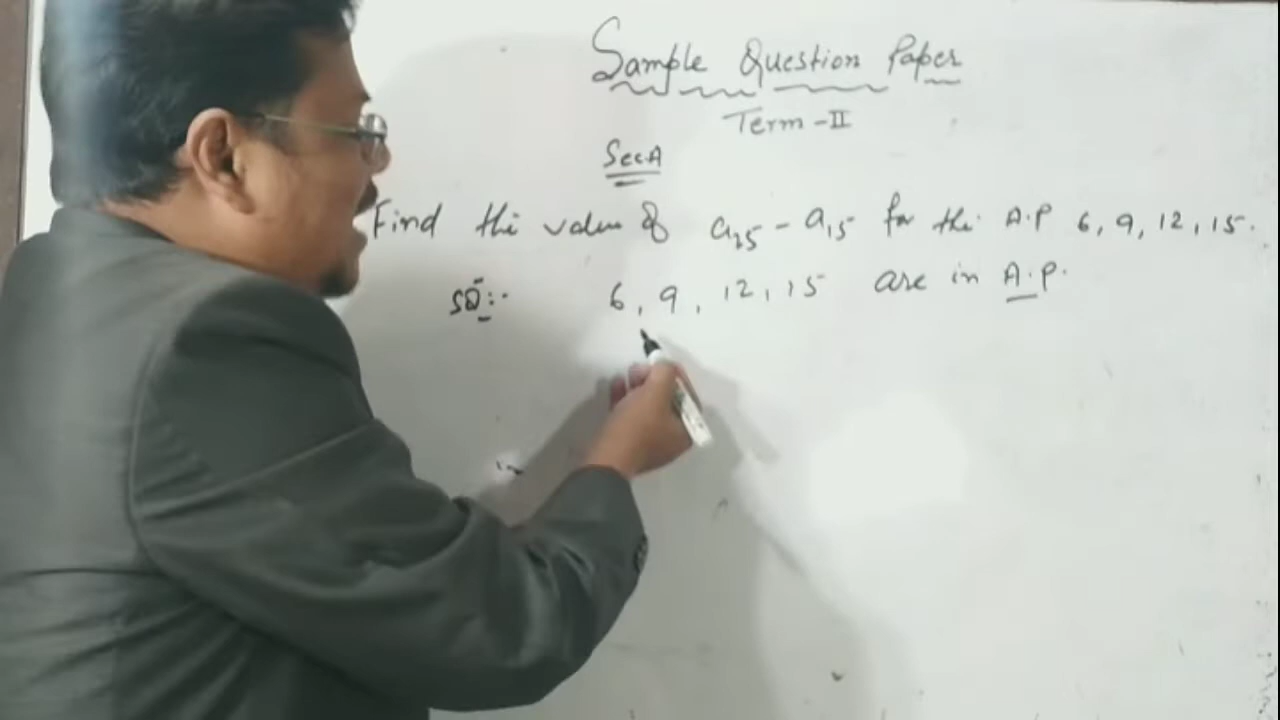 Sample Question Paper
Term-II
Sec.A
Find the value of a25 - a15 for the A.P 6, 9, 12, 15.
Sol:- 6, 9, 12, 15 are in A.P.